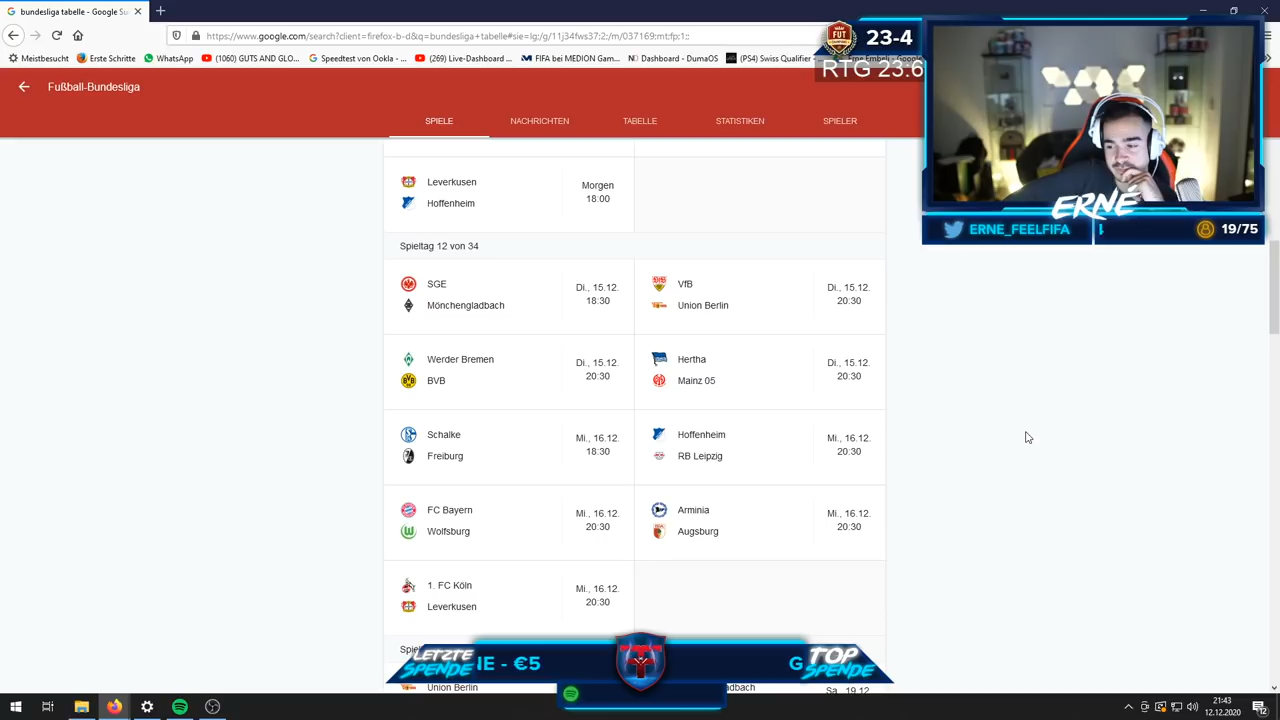 bundesliga tabelle - Google Su
https://www.google.com/search?client=firefox-b-d&q=bundesliga+tabelle#sie=lg;/g/11j34fws37;2;/m/037169;mt;fp;1;;
Meistbesucht
Erste Schritte
WhatsApp
(1060) GUTS AND GLO...
Speedtest von Ookla - ...
(269) Live-Dashboard ...
FIFA bei MEDION Gam...
Dashboard - DumaOS
(PS4) Swiss Qualifier -
FUT
23-4
RTG 23:6
Fußball-Bundesliga
SPIELE
NACHRICHTEN
TABELLE
STATISTIKEN
SPIELER
Leverkusen
Hoffenheim
Morgen
18:00
ERNÉ
ERNE_FEELFIFA
19/75
Spieltag 12 von 34
SGE
Mönchengladbach
Di., 15.12.
18:30
VfB
Union Berlin
Di., 15.12.
20:30
Werder Bremen
BVB
Di., 15.12.
20:30
Hertha
Mainz 05
Di., 15.12.
20:30
Schalke
Freiburg
Mi., 16.12.
18:30
Hoffenheim
RB Leipzig
Mi., 16.12.
20:30
FC Bayern
Wolfsburg
Mi., 16.12.
20:30
Arminia
Augsburg
Mi., 16.12.
20:30
1. FC Köln
Leverkusen
Mi., 16.12.
20:30
Spiel
LETZTE
SPENDE
NE - €5
G
TOP
SPENDE
Union Berlin
adbach
Sa., 19.12.
21:43
12.12.2020